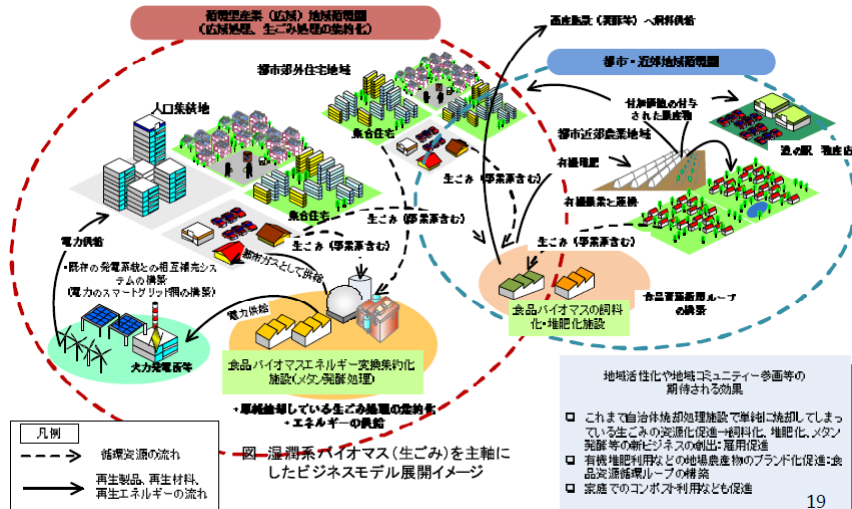 循環型産業（広域）地域循環圏
（広域処理、生ごみ処理の集約化）
畜産施設（養豚等）へ飼料供給
都市・近郊地域循環圏
都市郊外住宅地域
人口集積地
集合住宅
集合住宅
付加価値の付与
された農産物
都市近郊農業地域
道の駅　物産店
有機堆肥
有機農業と連携
生ごみ（事業系含む）
生ごみ（事業系含む）
生ごみ（事業系含む）
電力供給
都市ガスとして供給
・既存の発電系統との相互補完シス
テムの構築
（電力のスマートグリッド網の構築）
電力供給
火力発電所等
食品バイオマスエネルギー変換集約化
施設（メタン発酵処理）
・単純焼却している生ごみ処理の集約化
・エネルギーの供給
食品バイオマスの飼料
化・堆肥化施設
食品資源循環ループ
の構築
凡例
循環資源の流れ
再生製品、再生材料、
再生エネルギーの流れ
図　湿潤系バイオマス（生ごみ）を主軸に
したビジネスモデル展開イメージ
地域活性化や地域コミュニティー参画等の
期待される効果
□ これまで自治体焼却処理施設で単純に焼却してしまっ
ている生ごみの資源化促進→飼料化、堆肥化、メタン
発酵等の新ビジネスの創出：雇用促進
□ 有機堆肥利用などの地場農産物のブランド化促進：食
品資源循環ループの構築
□ 家庭でのコンポスト利用なども促進
19